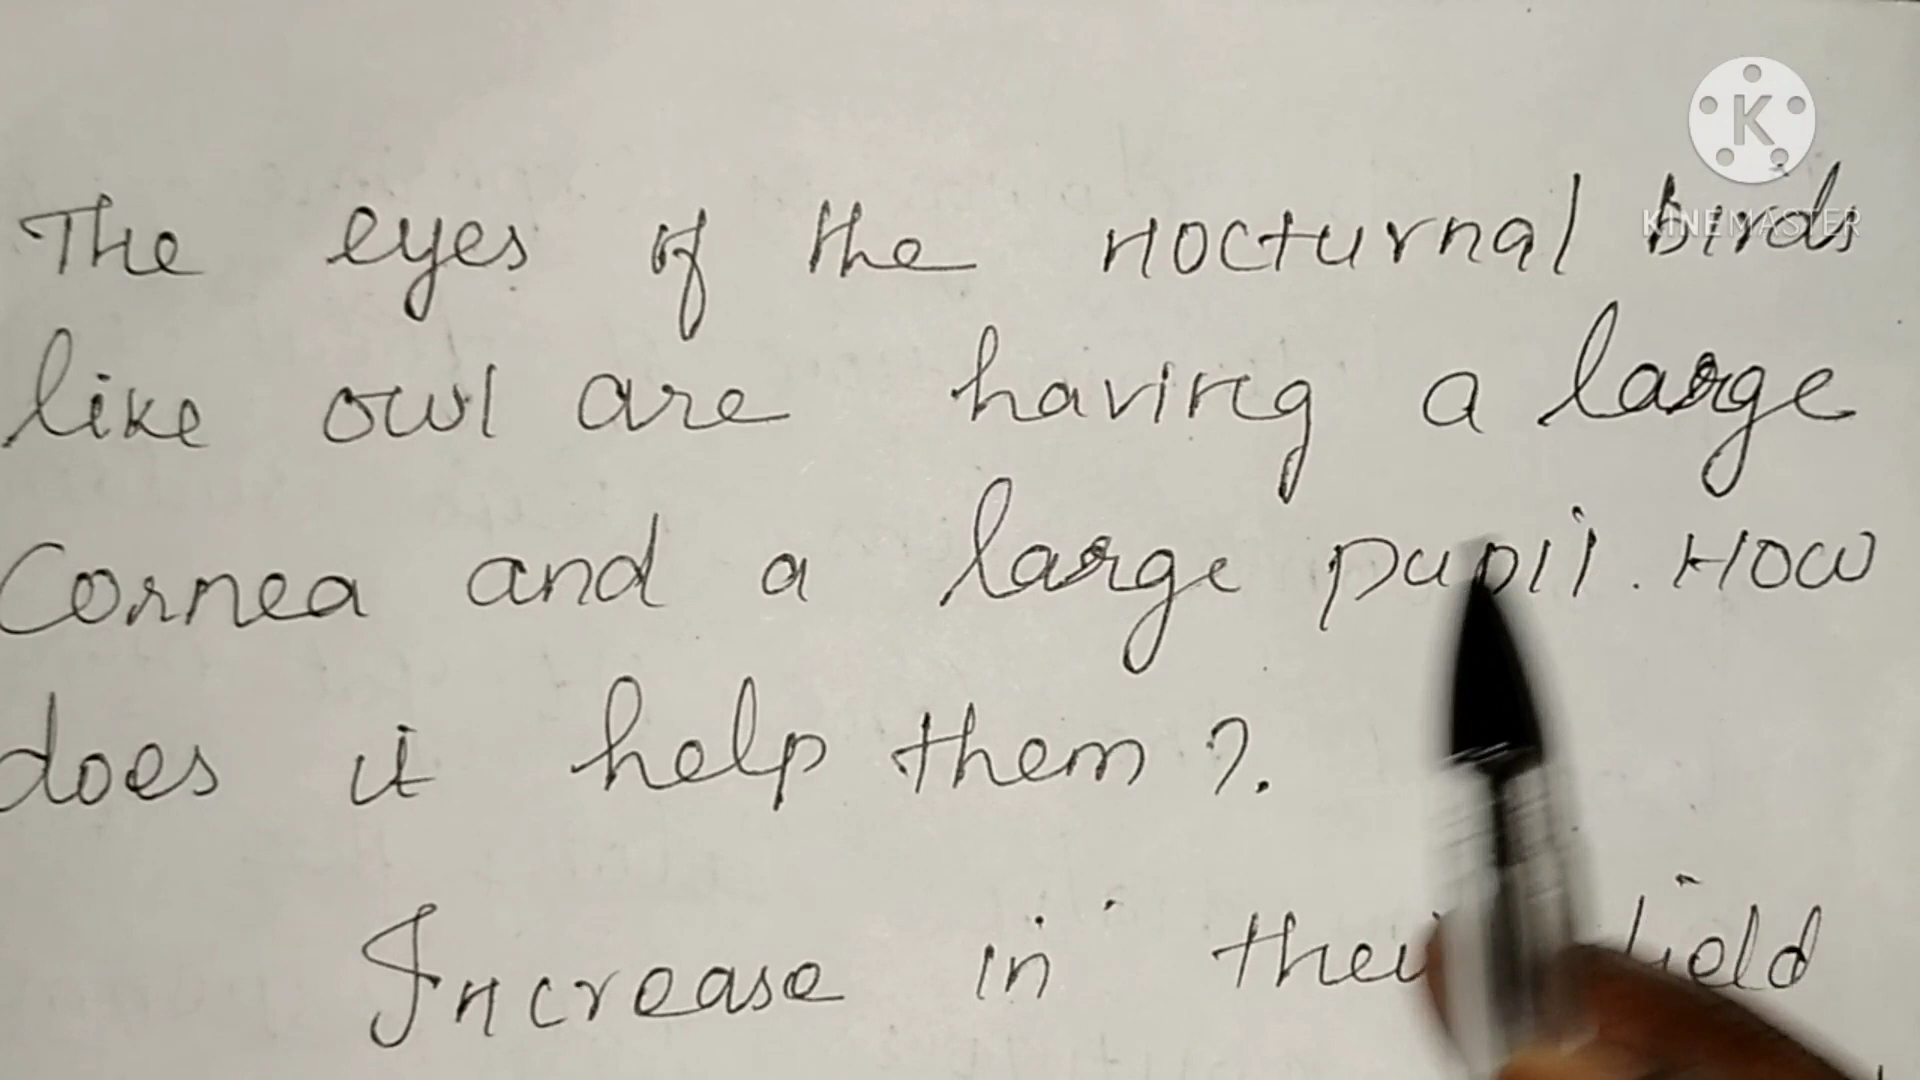 K
KINEMASTER
The eyes of the nocturnal birds
like owl are having a large
Cornea and a large pupil. How
does it help them?.
Increase in their field